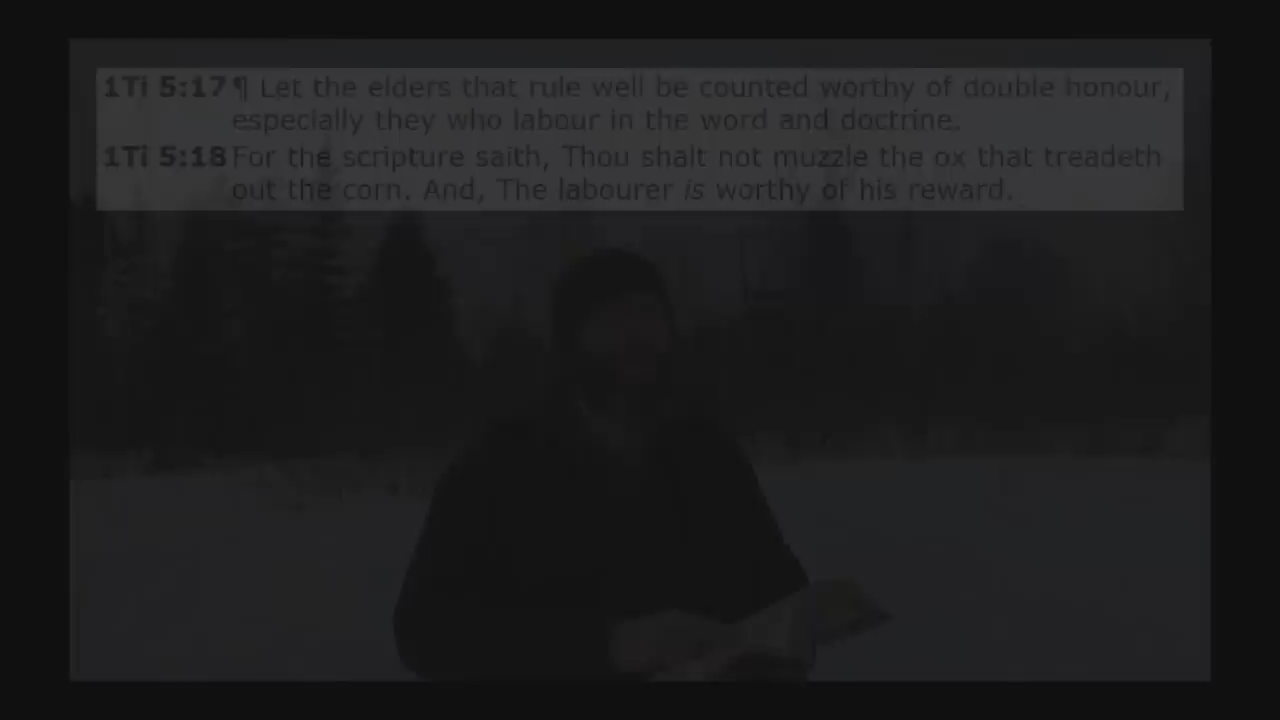 1Ti 5:17 ¶ Let the elders that rule well be counted worthy of double honour,
especially they who labour in the word and doctrine.
1Ti 5:18 For the scripture saith, Thou shalt not muzzle the ox that treadeth
out the corn. And, The labourer is worthy of his reward.